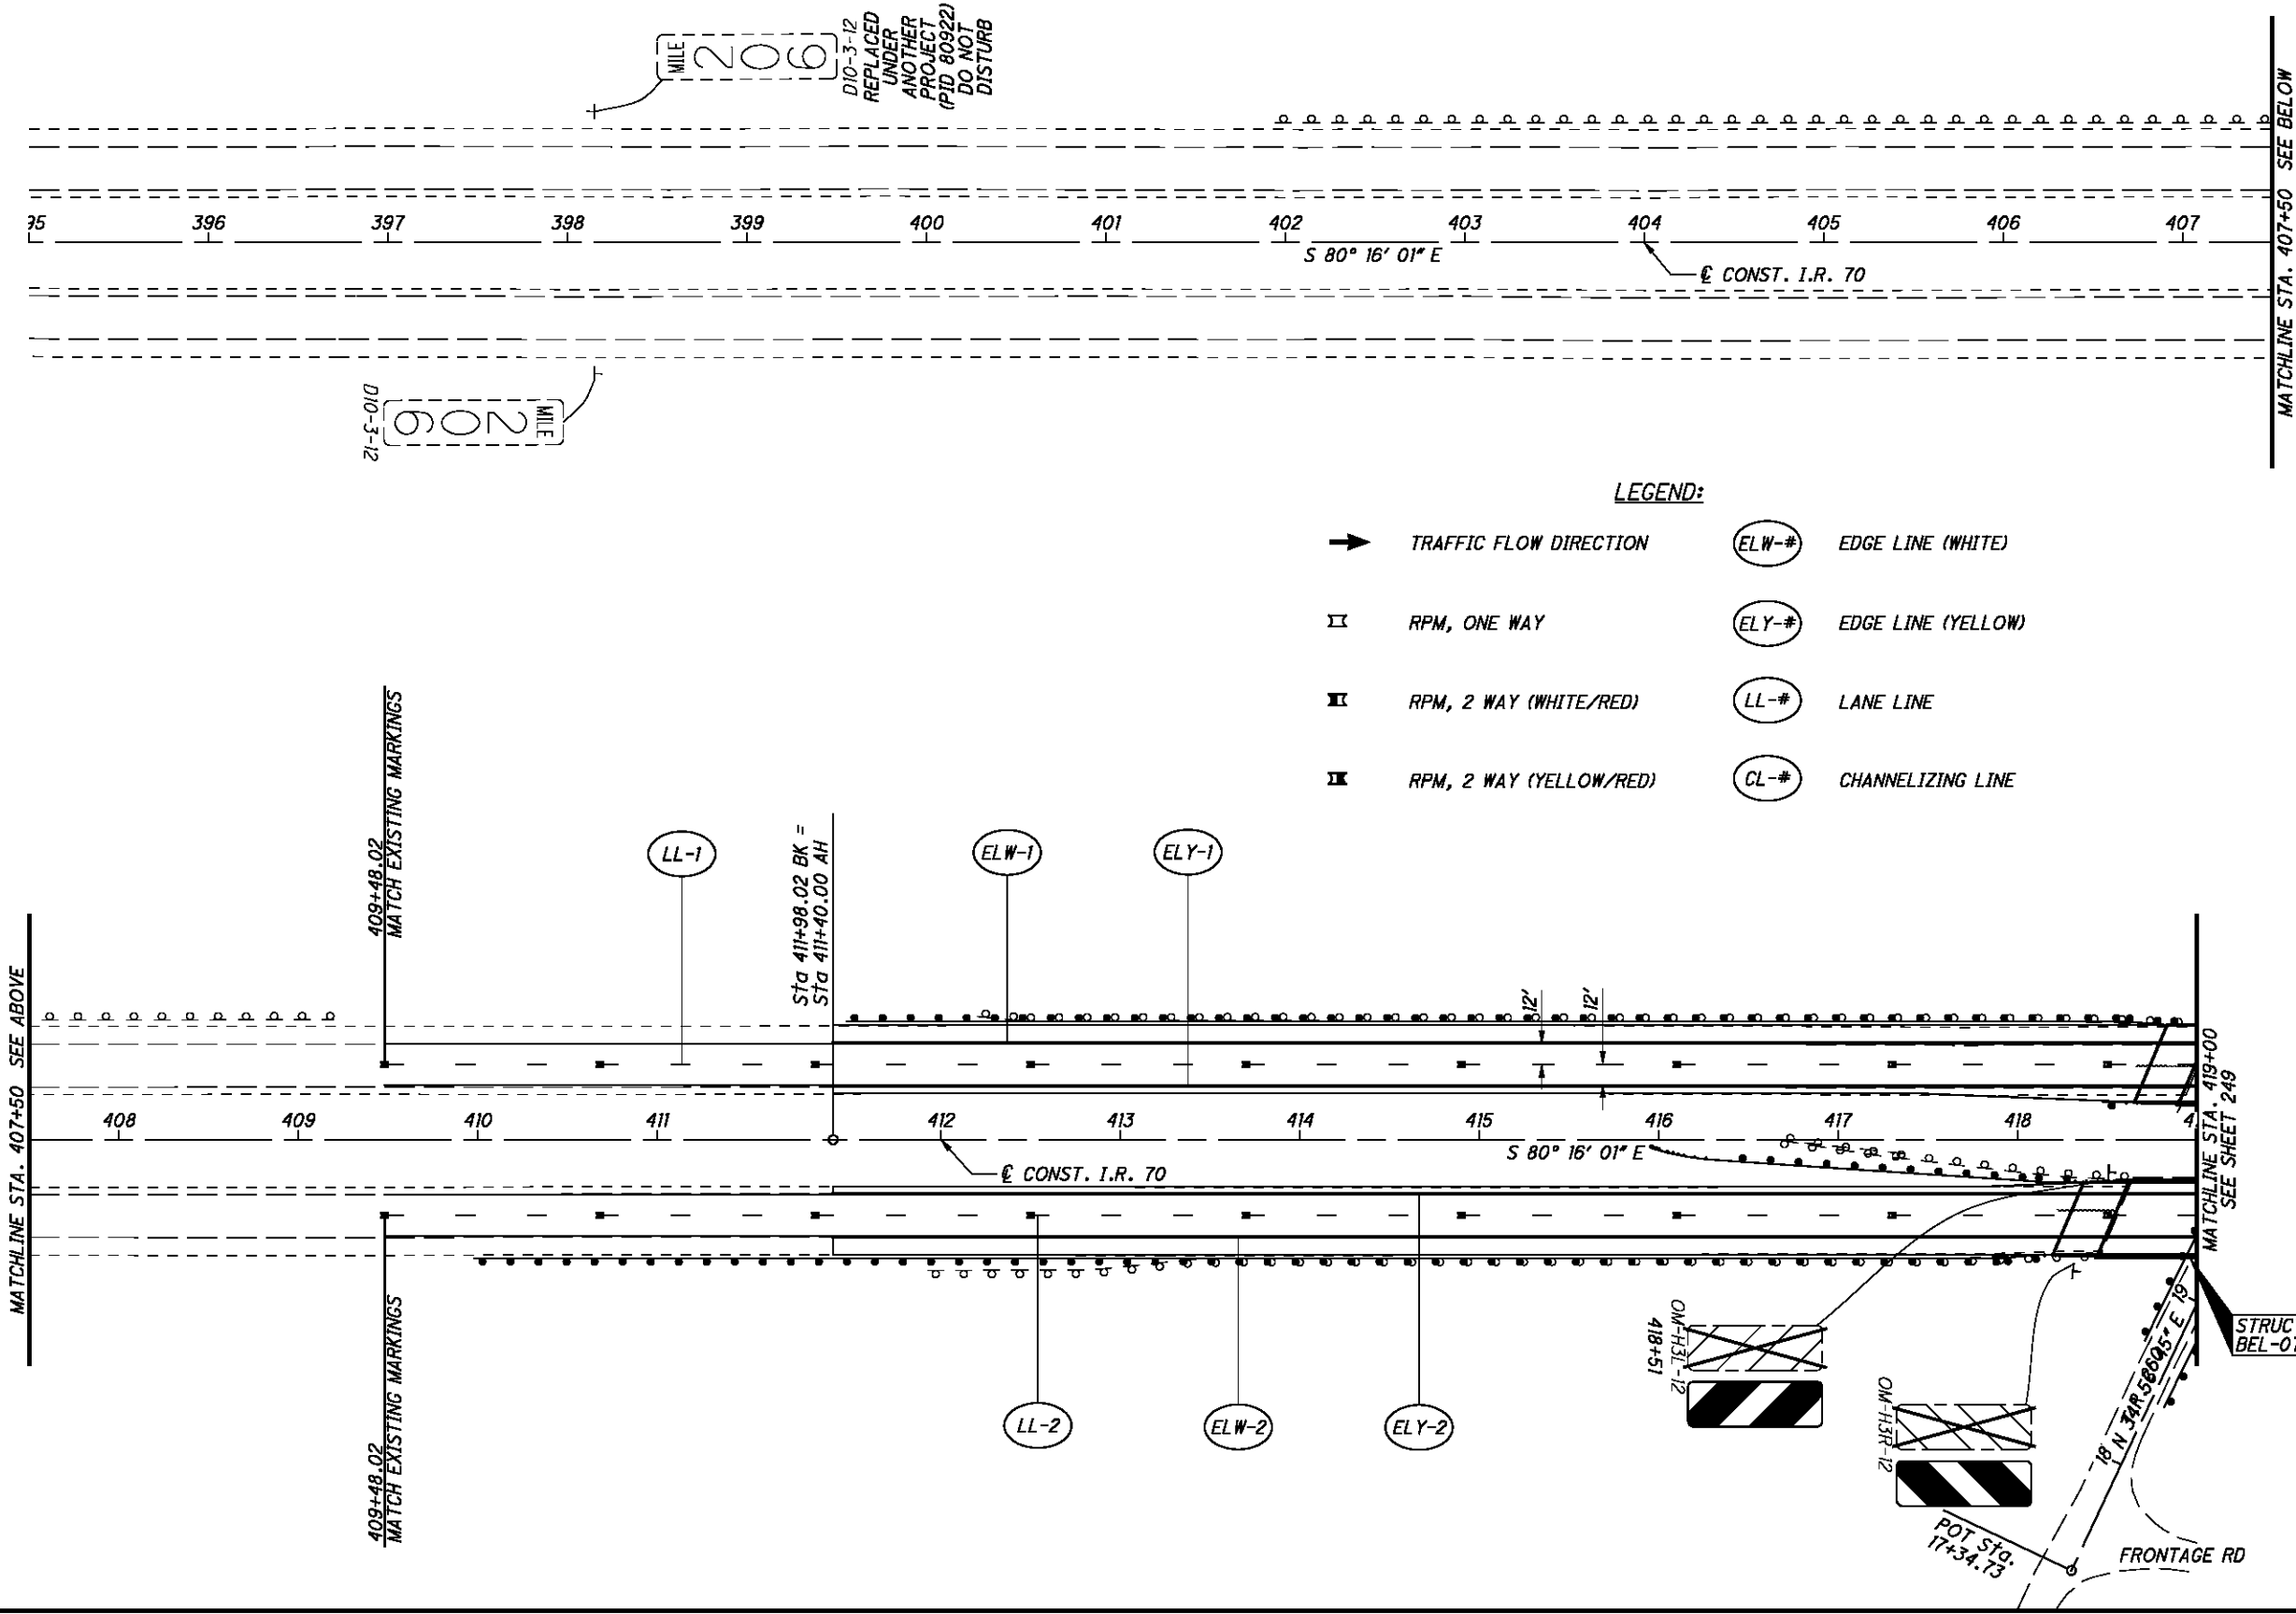 MILE 206
D10-3-12
REPLACED
UNDER
ANOTHER
PROJECT
(PID 80922)
DO NOT
DISTURB
95 396 397 398 399 400 401 402 403 404 405 406 407
S 80° 16' 01" E
℄ CONST. I.R. 70
MATCHLINE STA. 407+50 SEE BELOW
MILE 206
D10-3-12
LEGEND:
TRAFFIC FLOW DIRECTION
ELW-# EDGE LINE (WHITE)
RPM, ONE WAY
ELY-# EDGE LINE (YELLOW)
RPM, 2 WAY (WHITE/RED)
LL-# LANE LINE
RPM, 2 WAY (YELLOW/RED)
CL-# CHANNELIZING LINE
MATCHLINE STA. 407+50 SEE ABOVE
409+48.02
MATCH EXISTING MARKINGS
LL-1
Sta 411+98.02 BK =
Sta 411+40.00 AH
ELW-1
ELY-1
12'
12'
408 409 410 411 412 413 414 415 416 417 418 4
S 80° 16' 01" E
℄ CONST. I.R. 70
MATCHLINE STA. 419+00
SEE SHEET 249
409+48.02
MATCH EXISTING MARKINGS
LL-2
ELW-2
ELY-2
OM-H3L-12
418+51
OM-H3R-12
STRUC
BEL-07
18
19
POT Sta.
17+34.73
FRONTAGE RD